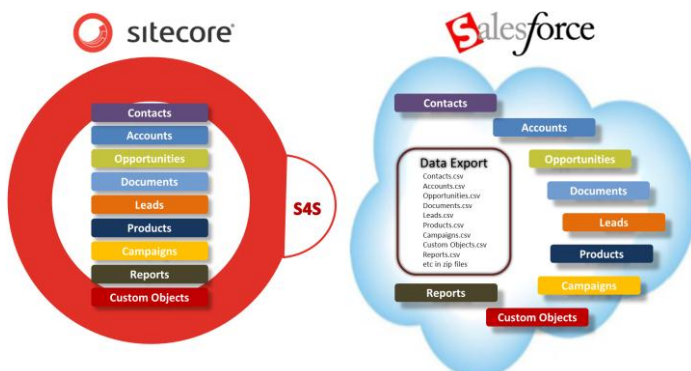 sitecore®
Contacts
Accounts
Opportunities
Documents
Leads
Products
Campaigns
Reports
Custom Objects
S4S
Salesforce
Contacts
Accounts
Opportunities
Documents
Leads
Products
Campaigns
Custom Objects
Reports
Data Export
Contacts.csv
Accounts.csv
Opportunities.csv
Documents.csv
Leads.csv
Products.csv
Campaigns.csv
Custom Objects.csv
Reports.csv
etc in zip files